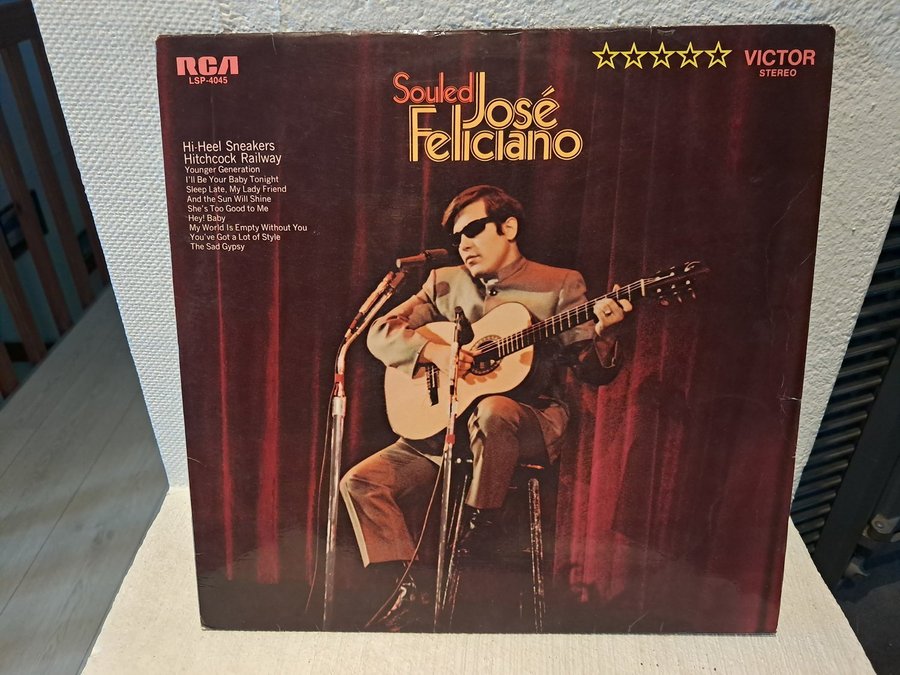 RCA
LSP-4045
VICTOR
STEREO
Souled
José
Feliciano
Hi-Heel Sneakers
Hitchcock Railway
Younger Generation
I'll Be Your Baby Tonight
Sleep Late, My Lady Friend
And the Sun Will Shine
She's Too Good to Me
Hey! Baby
My World Is Empty Without You
You've Got a Lot of Style
The Sad Gypsy